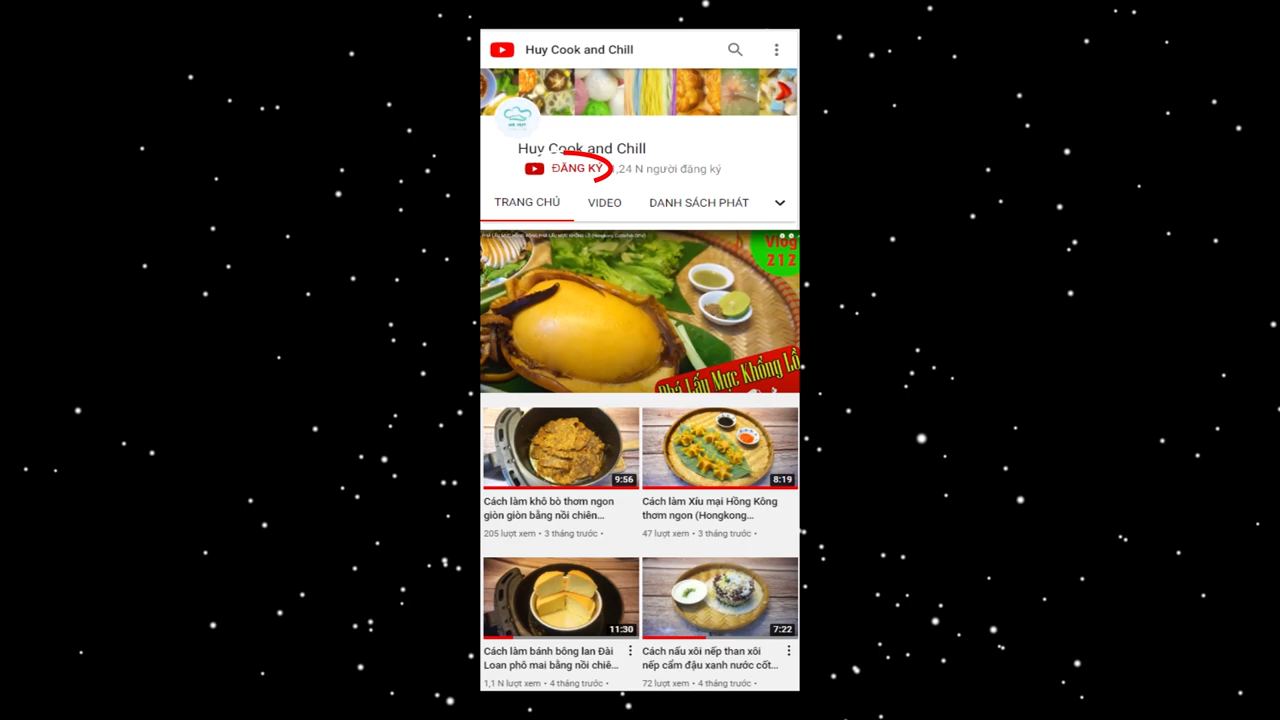 Huy Cook and Chill
Huy Cook and Chill
ĐĂNG KÝ ,24 N người đăng ký
TRANG CHỦ VIDEO DANH SÁCH PHÁT
Vlog
212
Phá Lấu Mực Khổng Lồ
9:56
8:19
Cách làm khô bò thơm ngon
giòn giòn bằng nồi chiên...
205 lượt xem • 3 tháng trước •
Cách làm Xíu mại Hồng Kông
thơm ngon (Hongkong...
47 lượt xem • 3 tháng trước •
11:30
7:22
Cách làm bánh bông lan Đài
Loan phô mai bằng nồi chiê...
1,1 N lượt xem • 4 tháng trước •
Cách nấu xôi nếp than xôi
nếp cẩm đậu xanh nước cốt...
72 lượt xem • 4 tháng trước •